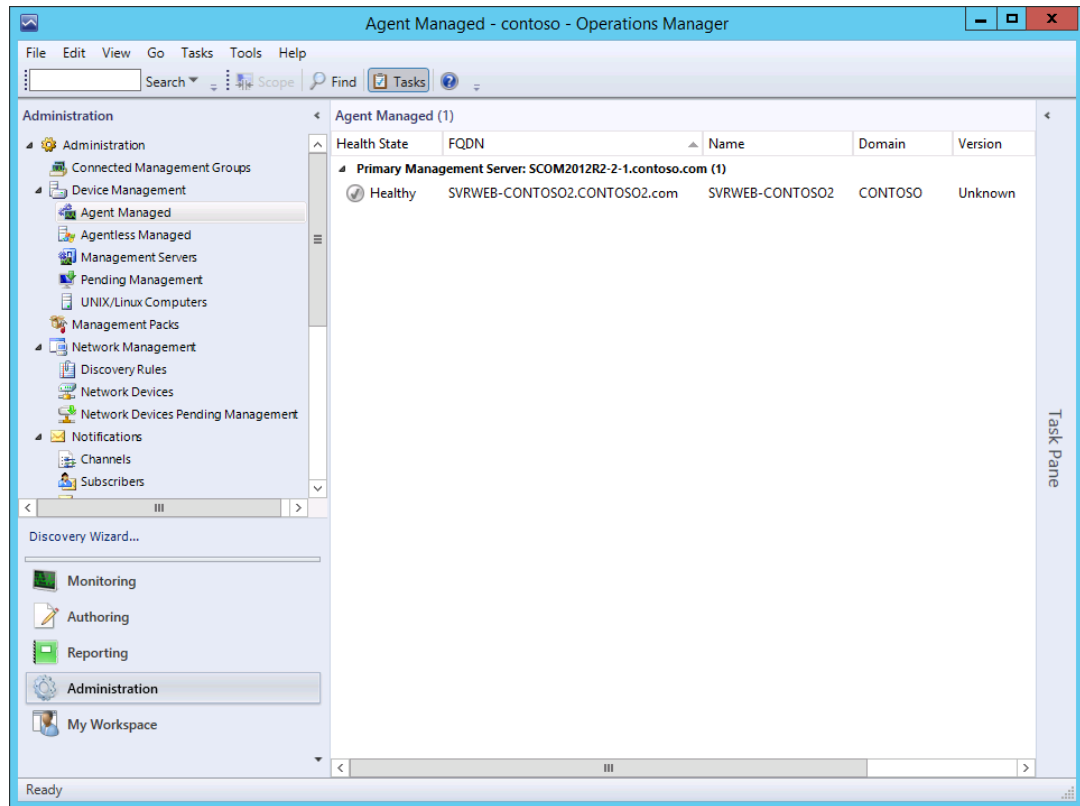 Agent Managed - contoso - Operations Manager
File Edit View Go Tasks Tools Help
Search Scope Find Tasks
Administration
Administration
Connected Management Groups
Device Management
Agent Managed
Agentless Managed
Management Servers
Pending Management
UNIX/Linux Computers
Management Packs
Network Management
Discovery Rules
Network Devices
Network Devices Pending Management
Notifications
Channels
Subscribers
Discovery Wizard...
Monitoring
Authoring
Reporting
Administration
My Workspace
Agent Managed (1)
Health State FQDN Name Domain Version
Primary Management Server: SCOM2012R2-2-1.contoso.com (1)
Healthy SVRWEB-CONTOSO2.CONTOSO2.com SVRWEB-CONTOSO2 CONTOSO Unknown
Task Pane
Ready